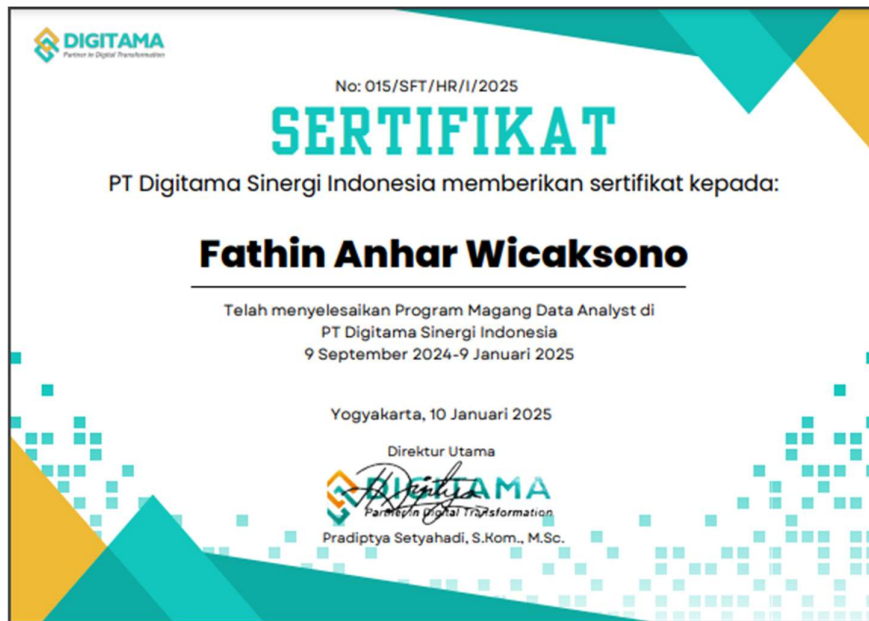 DIGITAMA
Partner in Digital Transformation
No: 015/SFT/HR/I/2025
SERTIFIKAT
PT Digitama Sinergi Indonesia memberikan sertifikat kepada:
Fathin Anhar Wicaksono
Telah menyelesaikan Program Magang Data Analyst di
PT Digitama Sinergi Indonesia
9 September 2024-9 Januari 2025
Yogyakarta, 10 Januari 2025
Direktur Utama
DIGITAMA
Partner in Digital Transformation
Pradiptya Setyahadi, S.Kom., M.Sc.